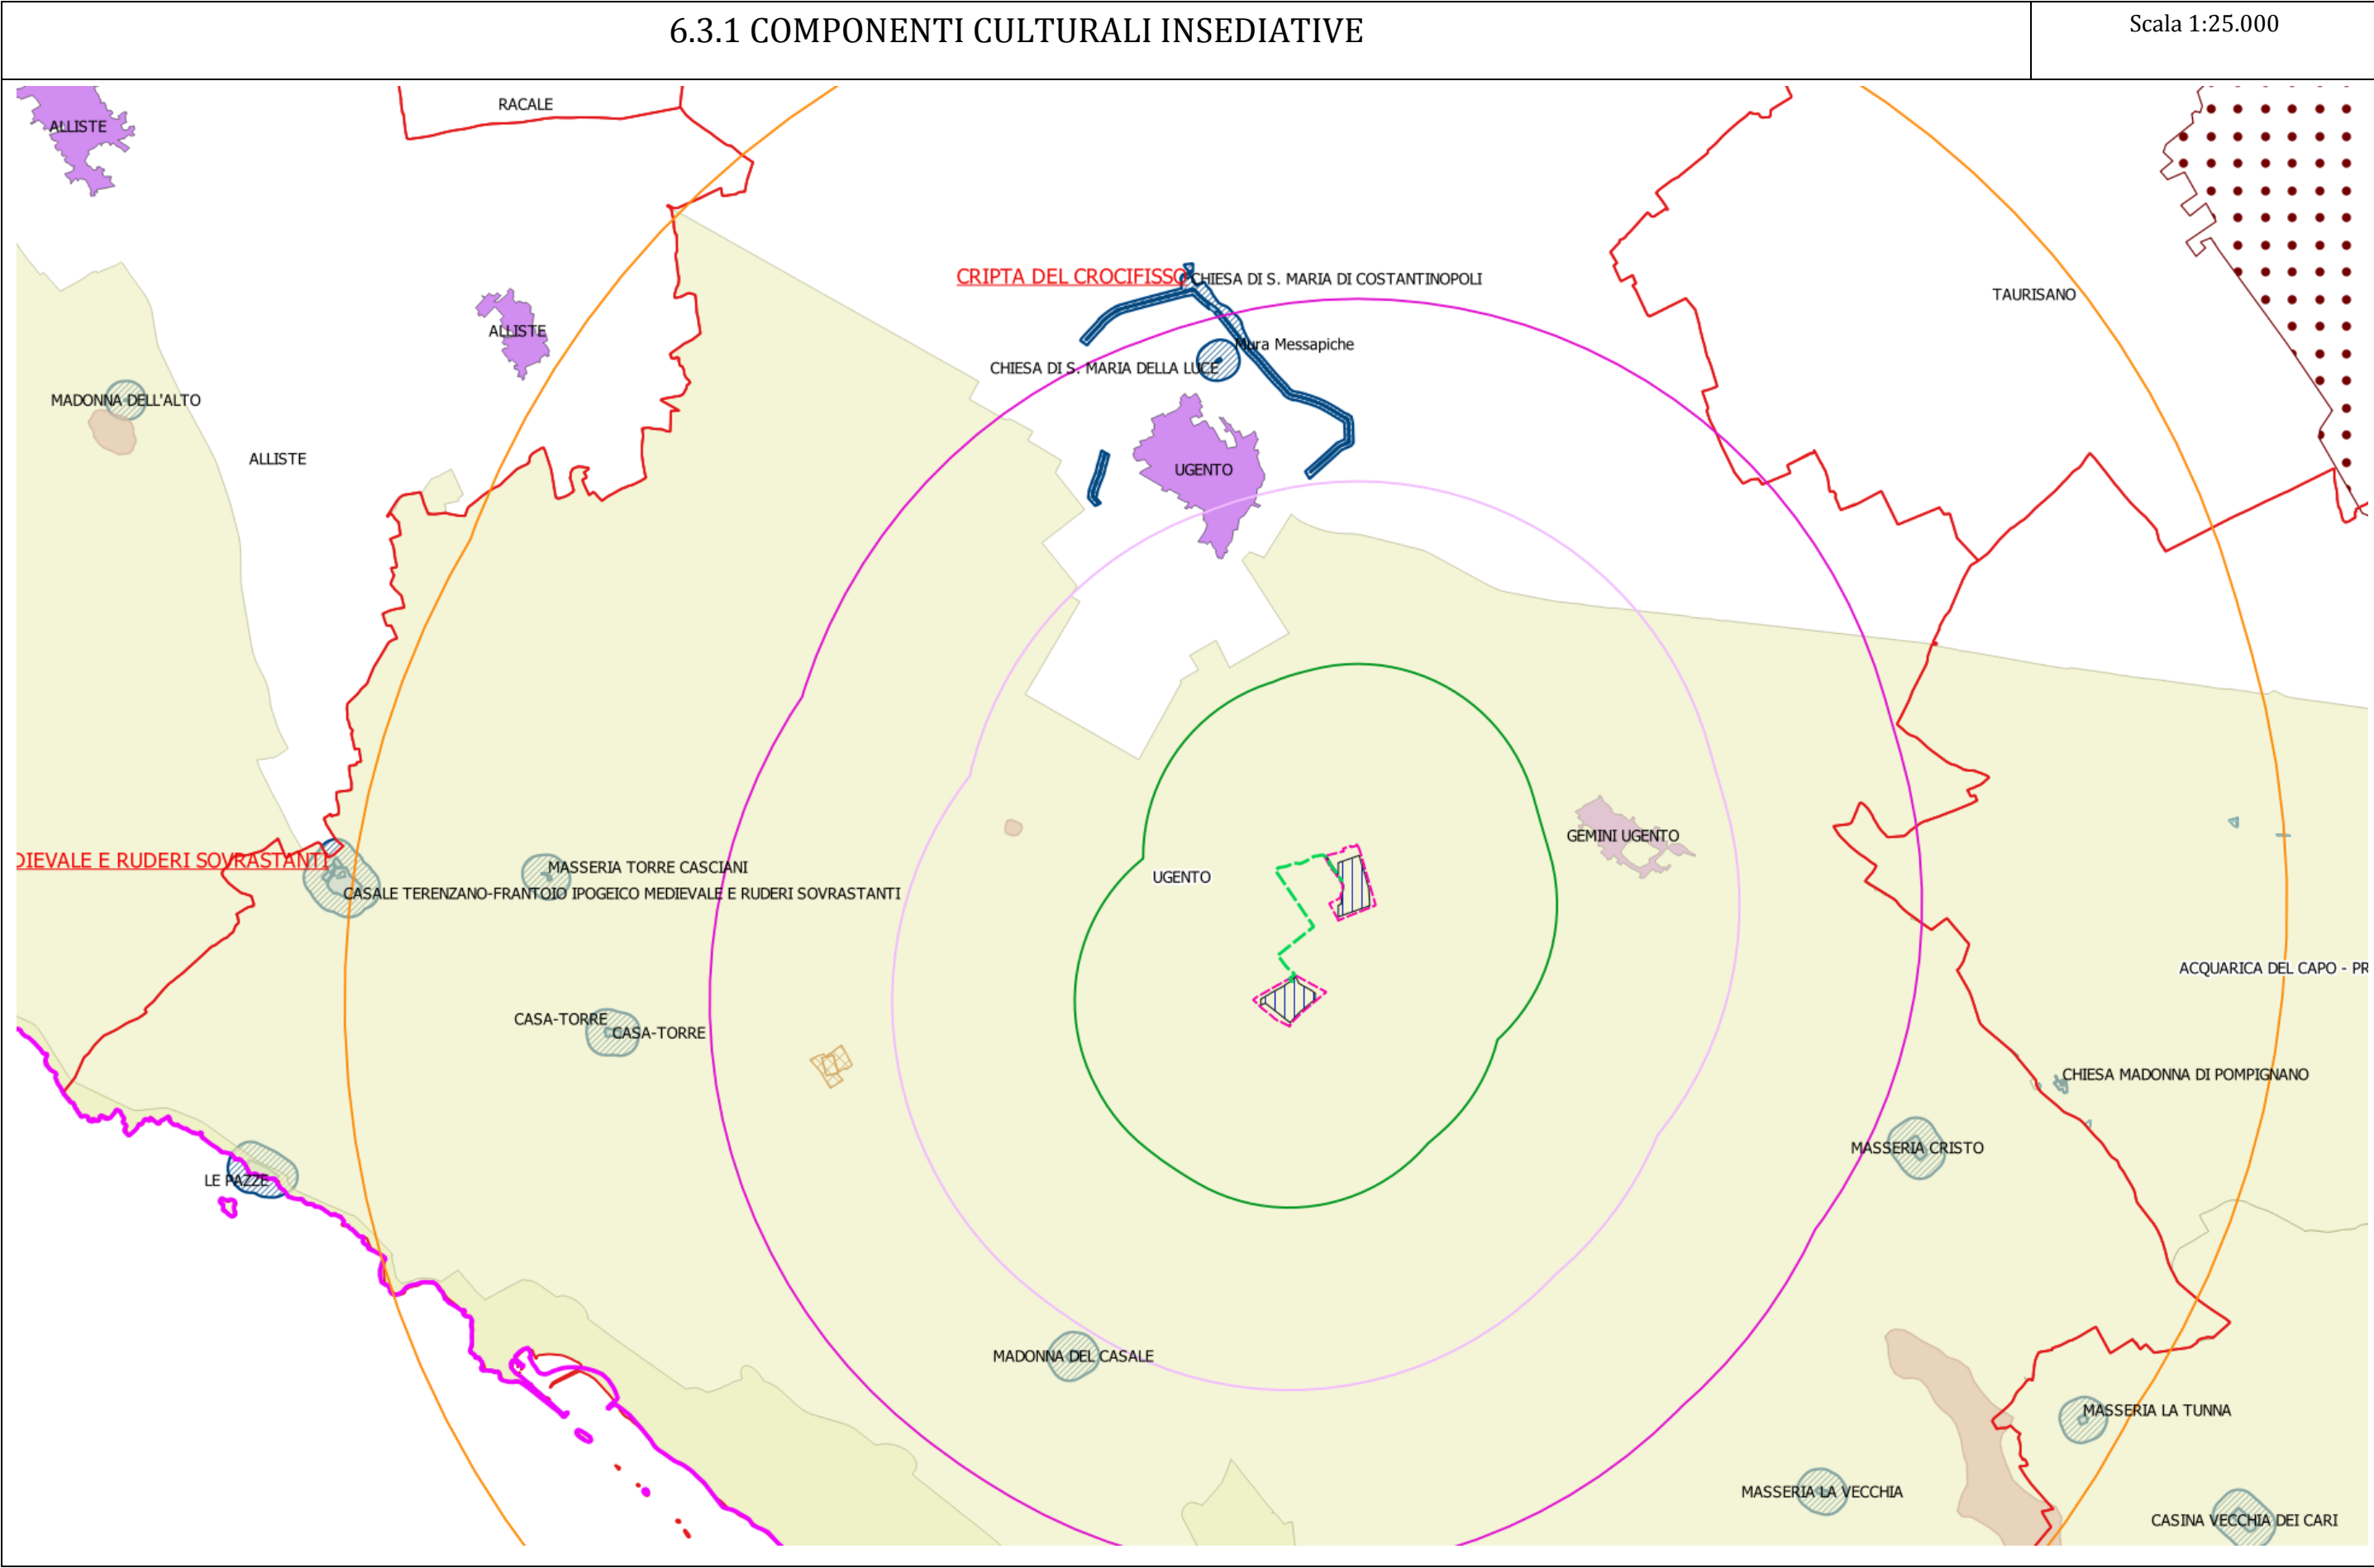 6.3.1 COMPONENTI CULTURALI INSEDIATIVE
Scala 1:25.000
RACALE
ALLISTE
CRIPTA DEL CROCIFISSO
CHIESA DI S. MARIA DI COSTANTINOPOLI
TAURISANO
ALLISTE
Mura Messapiche
CHIESA DI S. MARIA DELLA LUCE
MADONNA DELL'ALTO
ALLISTE
UGENTO
GEMINI UGENTO
DIEVALE E RUDERI SOVRASTANTI
MASSERIA TORRE CASCIANI
UGENTO
CASALE TERENZANO-FRANTOIO IPOGEICO MEDIEVALE E RUDERI SOVRASTANTI
ACQUARICA DEL CAPO - PR
CASA-TORRE
CASA-TORRE
CHIESA MADONNA DI POMPIGNANO
MASSERIA CRISTO
LE PAZZE
MADONNA DEL CASALE
MASSERIA LA TUNNA
MASSERIA LA VECCHIA
CASINA VECCHIA DEI CARI